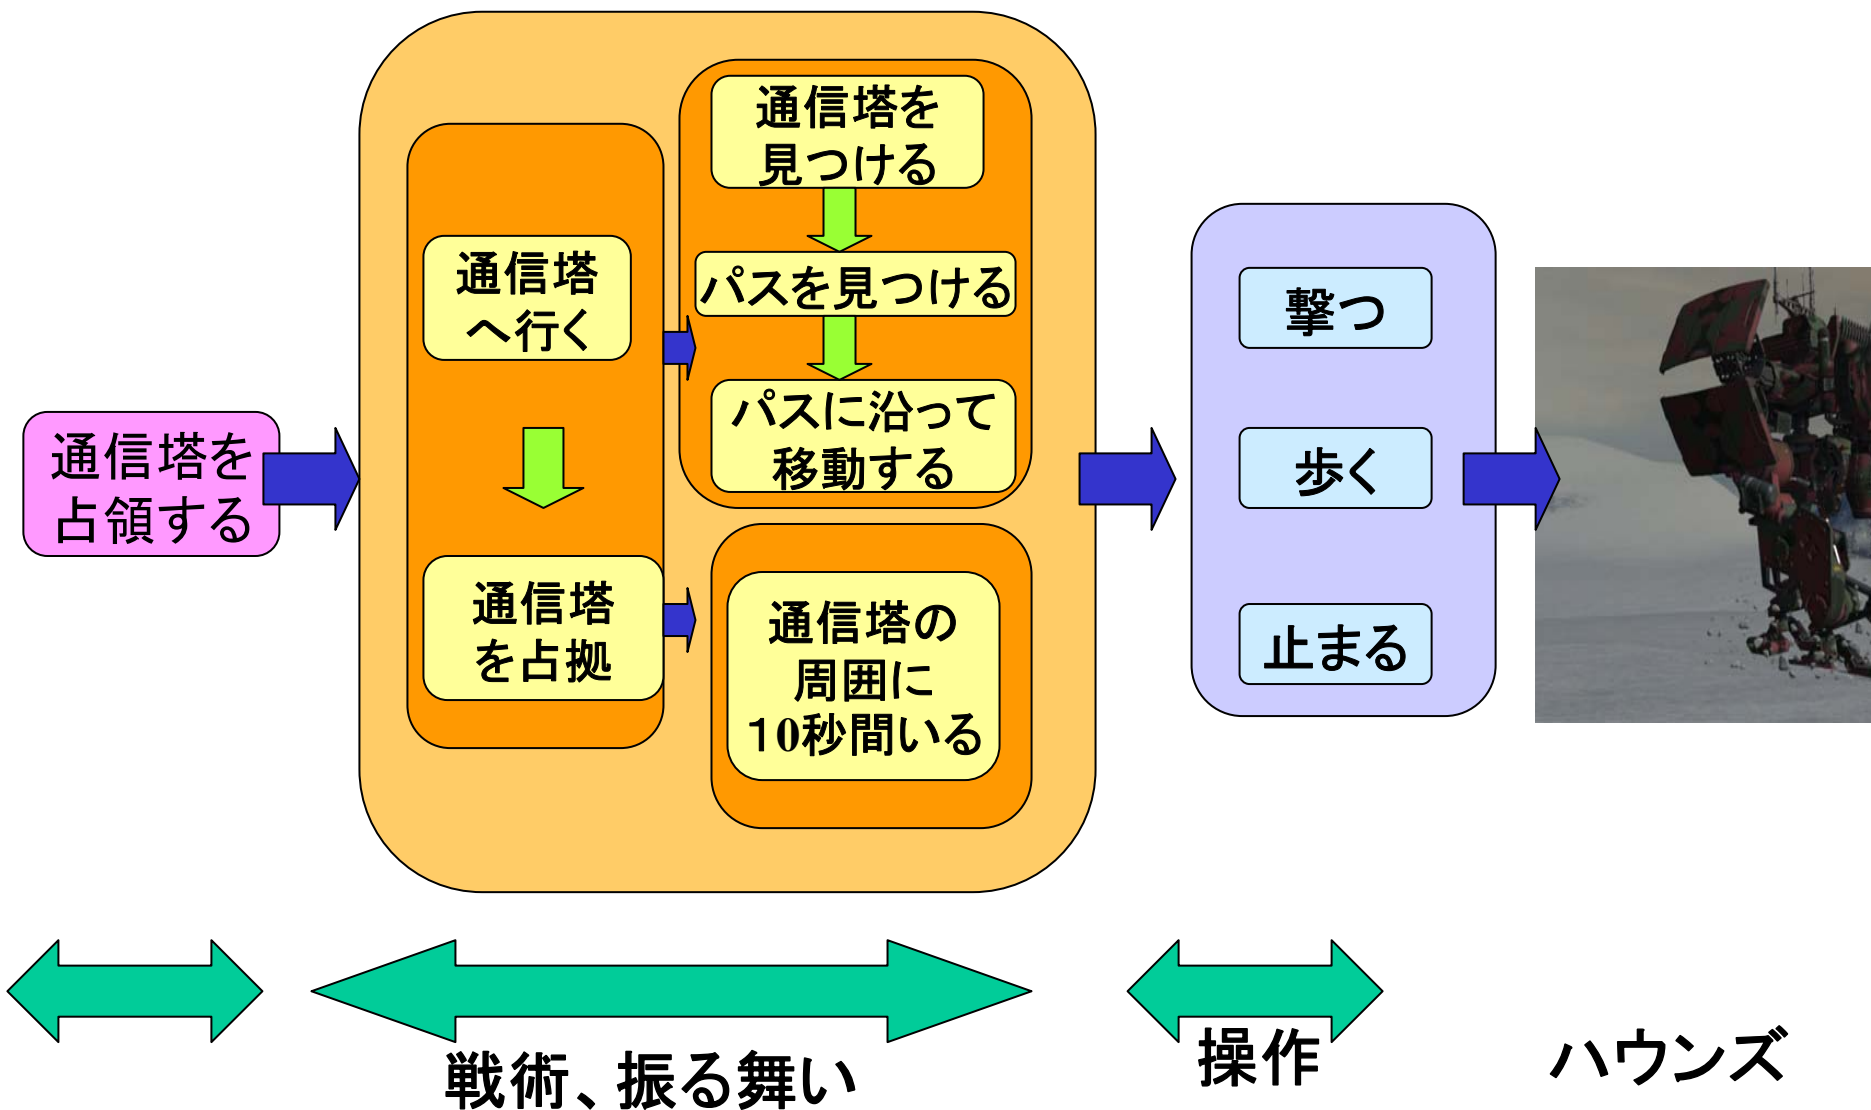 通信塔を
占領する
通信塔
へ行く
通信塔
を占拠
通信塔を
見つける
パスを見つける
パスに沿って
移動する
通信塔の
周囲に
10秒間いる
撃つ
歩く
止まる
戦術、振る舞い
操作
ハウンズ